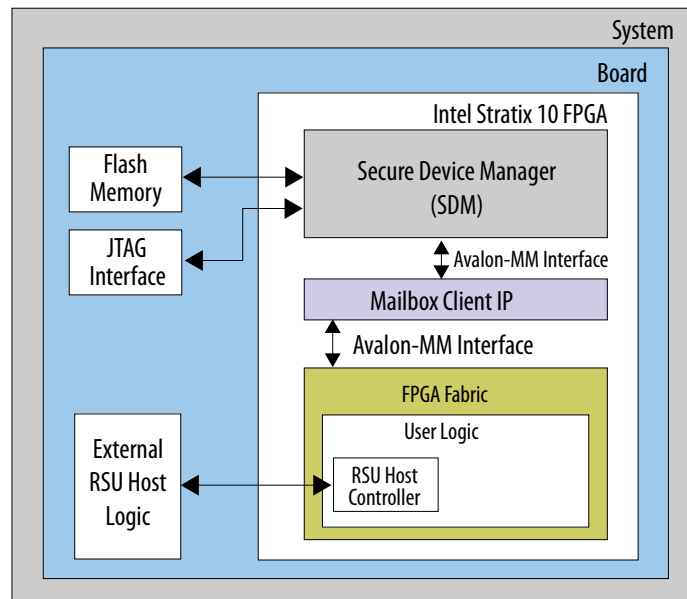 System
Board
Intel Stratix 10 FPGA
Flash
Memory
Secure Device Manager
(SDM)
JTAG
Interface
Avalon-MM Interface
Mailbox Client IP
Avalon-MM Interface
FPGA Fabric
User Logic
External
RSU Host
Logic
RSU Host
Controller